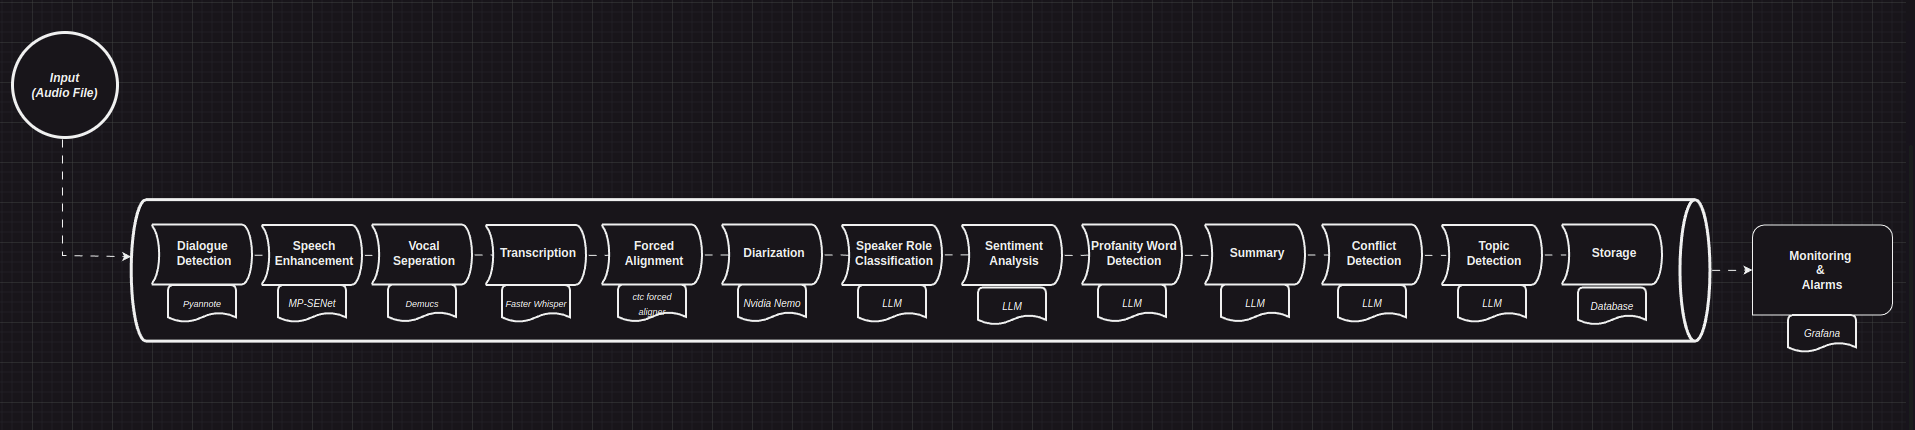 Input
(Audio File)
Dialogue
Detection
Pyannote
Speech
Enhancement
MP-SENet
Vocal
Seperation
Demucs
Transcription
Faster Whisper
Forced
Alignment
ctc forced
aligner
Diarization
Nvidia Nemo
Speaker Role
Classification
LLM
Sentiment
Analysis
LLM
Profanity Word
Detection
LLM
Summary
LLM
Conflict
Detection
LLM
Topic
Detection
LLM
Storage
Database
Monitoring
&
Alarms
Grafana